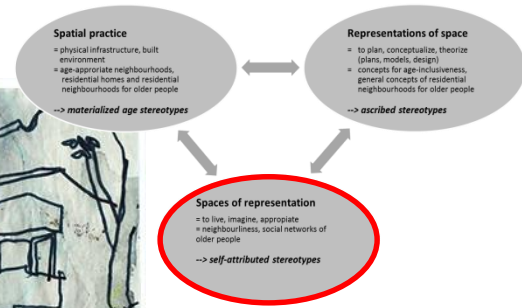 Spatial practice
= physical infrastructure, built
environment
= age-approriate neighbourhoods,
residential homes and residential
neighbourhoods for older people
--> materialized age stereotypes
Representations of space
= to plan, conceptualize, theorize
(plans, models, design)
= concepts for age-inclusiveness,
general concepts of residential
neighbourhoods for older people
--> ascribed stereotypes
Spaces of representation
= to live, imagine, appropiate
= neighbourliness, social networks of
older people
--> self-attributed stereotypes